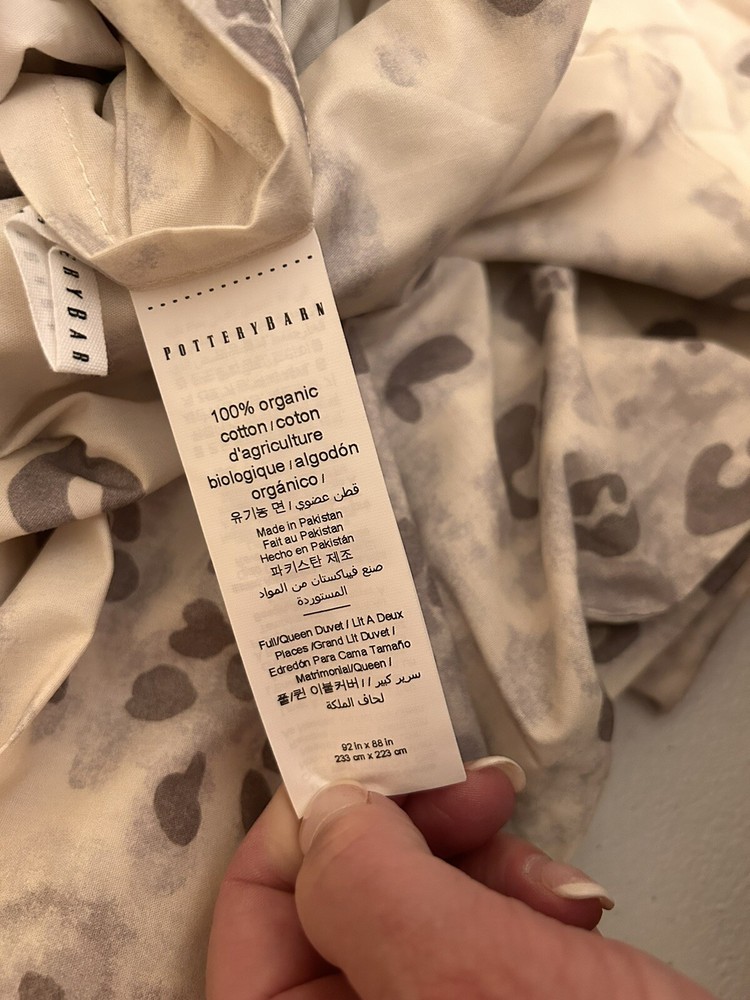 POTTERYBARN
100% organic
cotton / coton
d'agriculture
biologique / algodón
orgánico /
유기농 면 / قطن عضوي
Made in Pakistan
Fait au Pakistan
Hecho en Pakistán
파키스탄 제조
صنع فيباكستان من المواد
المستوردة
Full/Queen Duvet / Lit A Deux
Places /Grand Lit Duvet /
Edredón Para Cama Tamaño
Matrimonial/Queen /
풀/퀸 이불커버 / / سرير كبير
لحاف الملكة
92 in x 88 in
233 cm x 223 cm
ERYBAR